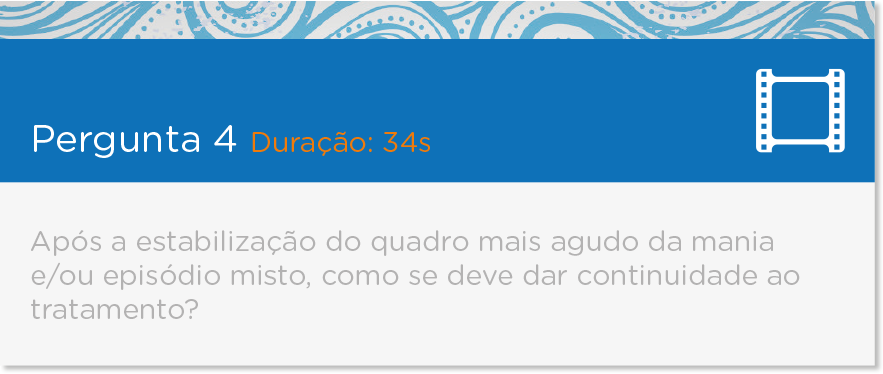 Pergunta 4 Duração: 34s
Após a estabilização do quadro mais agudo da mania
e/ou episódio misto, como se deve dar continuidade ao
tratamento?